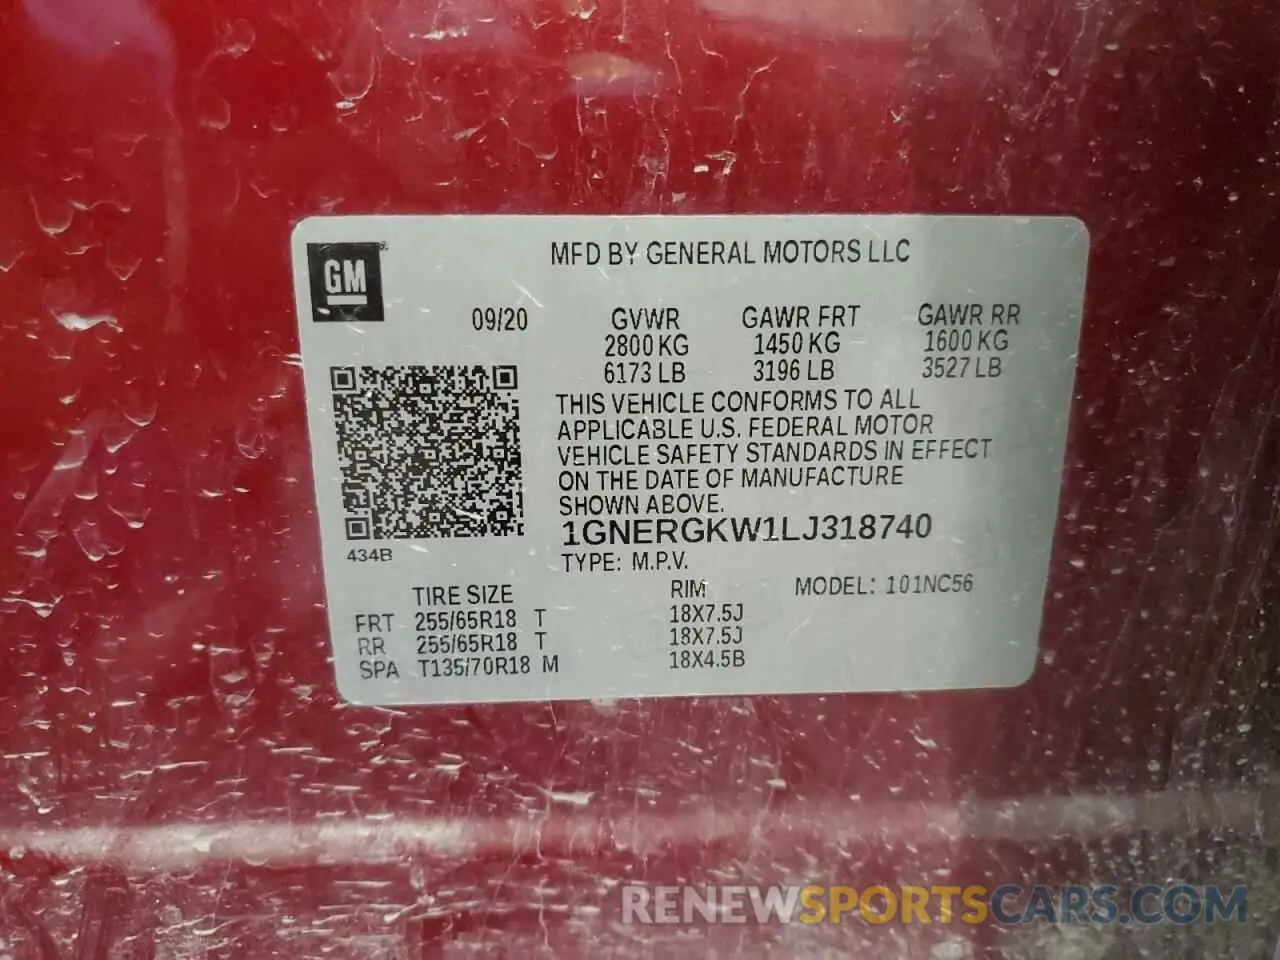 MFD BY GENERAL MOTORS LLC
GM
09/20 GVWR GAWR FRT GAWR RR
2800 KG 1450 KG 1600 KG
6173 LB 3196 LB 3527 LB
THIS VEHICLE CONFORMS TO ALL
APPLICABLE U.S. FEDERAL MOTOR
VEHICLE SAFETY STANDARDS IN EFFECT
ON THE DATE OF MANUFACTURE
SHOWN ABOVE.
1GNERGKW1LJ318740
434B
TYPE: M.P.V.
TIRE SIZE RIM MODEL: 101NC56
FRT 255/65R18 T 18X7.5J
RR 255/65R18 T 18X7.5J
SPA T135/70R18 M 18X4.5B
RENEWSPORTSCARS.COM